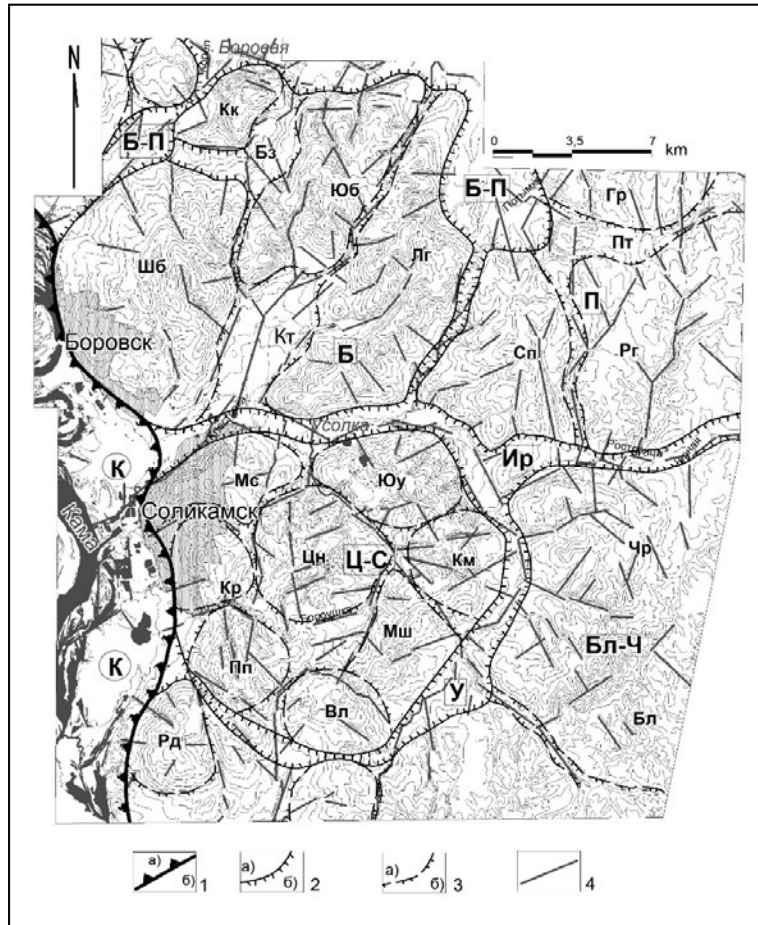 Боровая
N
Кк
Б-П
Бз
0 3,5 7
km
Юб
Б-П
Гр
Пт
Шб
Лг
П
Боровск
Кт
Б
Сп
Рг
Усолка
К
Ир
Мс
Юу
Соликамск
Кама
Цн
Ц-С
Км
Чр
Кр
Мш
К
Пп
Бл-Ч
У
Вл
Бл
Рд
а) б) 1
а) б) 2
а) б) 3
4